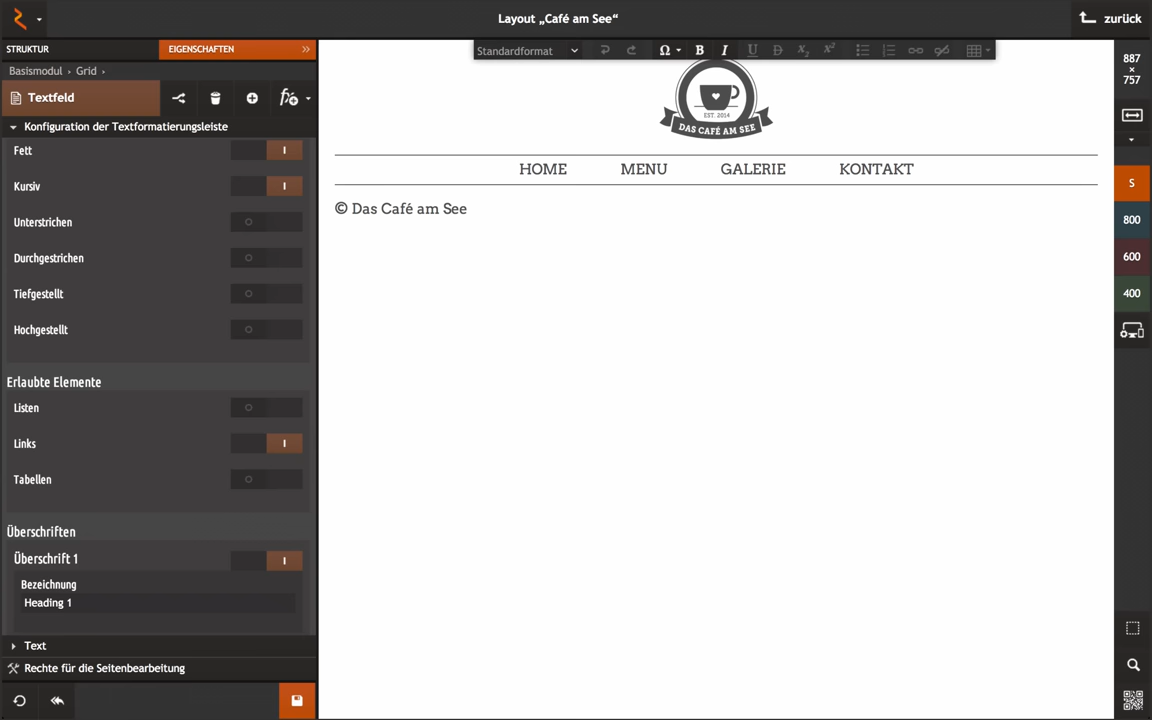 Layout „Café am See“
zurück
STRUKTUR
EIGENSCHAFTEN
Basismodul › Grid ›
Textfeld
Konfiguration der Textformatierungsleiste
Fett
Kursiv
Unterstrichen
Durchgestrichen
Tiefgestellt
Hochgestellt
Erlaubte Elemente
Listen
Links
Tabellen
Überschriften
Überschrift 1
Bezeichnung
Heading 1
Text
Rechte für die Seitenbearbeitung
Standardformat
Ω B I U D x₂ x²
EST. 2014
DAS CAFÉ AM SEE
HOME MENU GALERIE KONTAKT
© Das Café am See
887
×
757
S
800
600
400